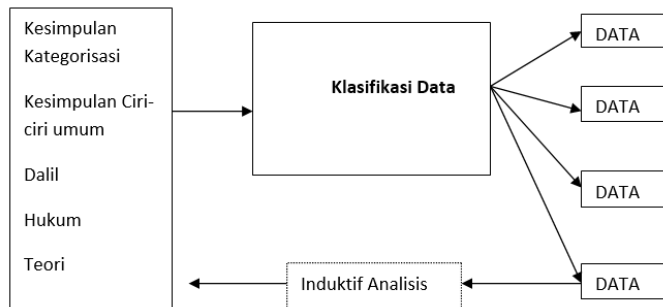 Kesimpulan
Kategorisasi
Kesimpulan Ciri-
ciri umum
Dalil
Hukum
Teori
Klasifikasi Data
DATA
DATA
DATA
DATA
Induktif Analisis